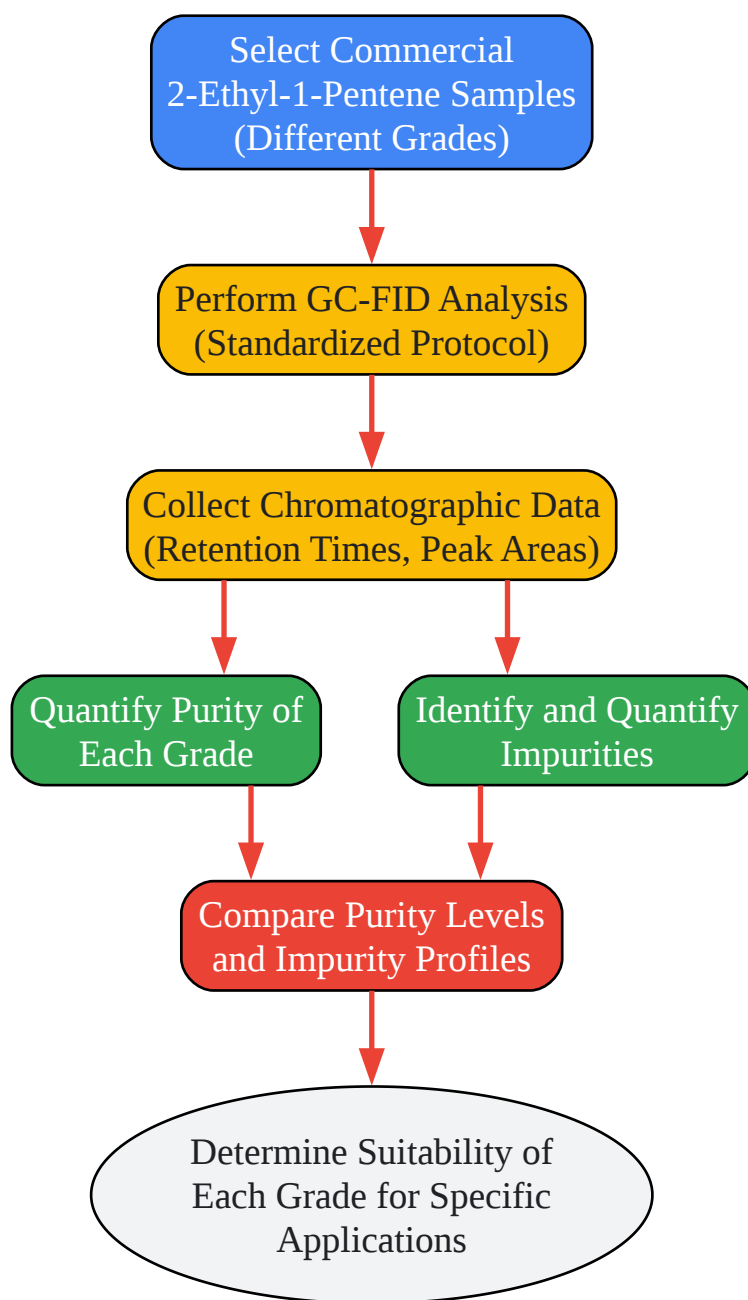 Select Commercial
2-Ethyl-1-Pentene Samples
(Different Grades)
Perform GC-FID Analysis
(Standardized Protocol)
Collect Chromatographic Data
(Retention Times, Peak Areas)
Quantify Purity of
Each Grade
Identify and Quantify
Impurities
Compare Purity Levels
and Impurity Profiles
Determine Suitability of
Each Grade for Specific
Applications